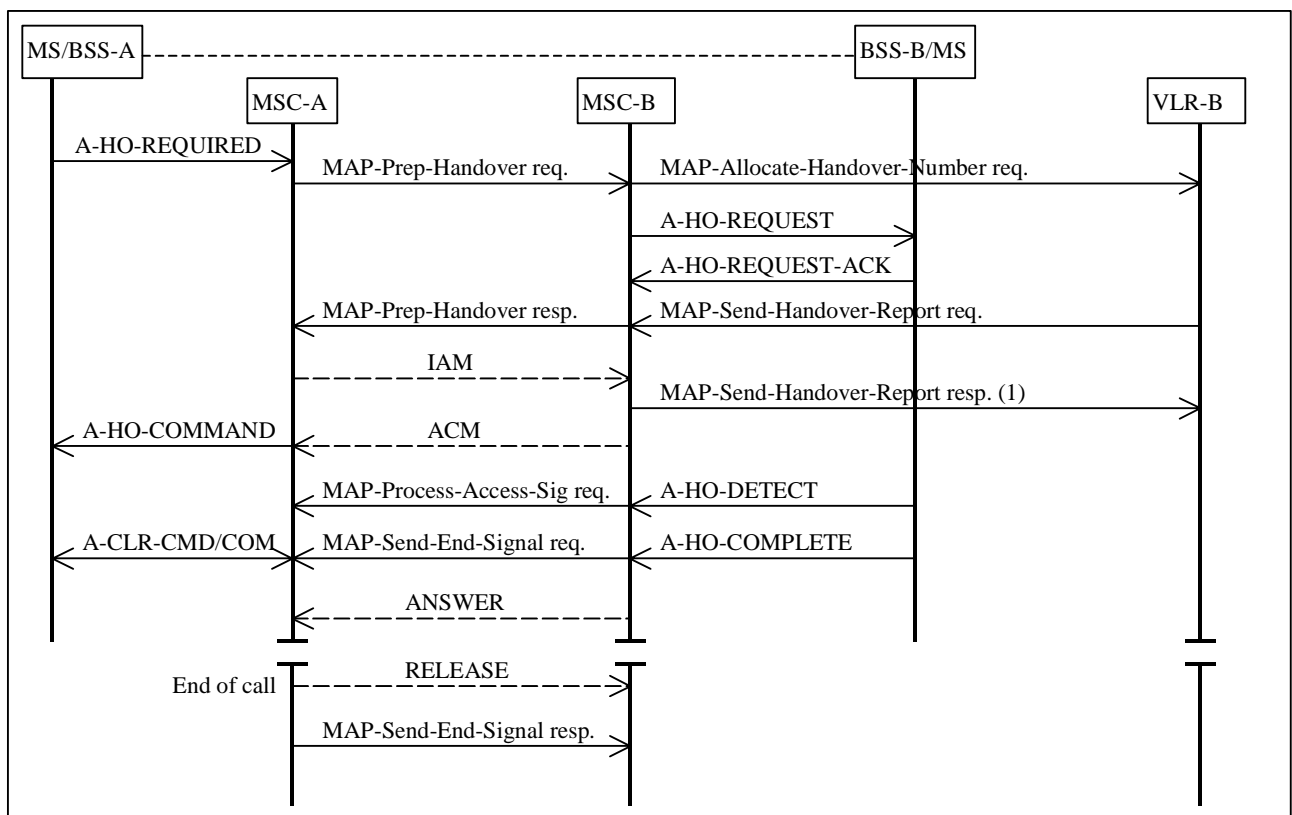 MS/BSS-A
BSS-B/MS
MSC-A
MSC-B
VLR-B
A-HO-REQUIRED
MAP-Prep-Handover req.
MAP-Allocate-Handover-Number req.
A-HO-REQUEST
A-HO-REQUEST-ACK
MAP-Prep-Handover resp.
MAP-Send-Handover-Report req.
IAM
MAP-Send-Handover-Report resp. (1)
A-HO-COMMAND
ACM
MAP-Process-Access-Sig req.
A-HO-DETECT
A-CLR-CMD/COM
MAP-Send-End-Signal req.
A-HO-COMPLETE
ANSWER
RELEASE
End of call
MAP-Send-End-Signal resp.